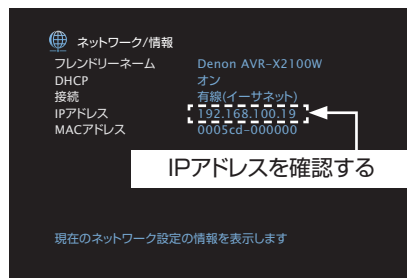 ネットワーク/情報
フレンドリーネーム Denon AVR-X2100W
DHCP オン
接続 有線(イーサネット)
IPアドレス 192.168.100.19
MACアドレス 0005cd-000000
IPアドレスを確認する
現在のネットワーク設定の情報を表示します